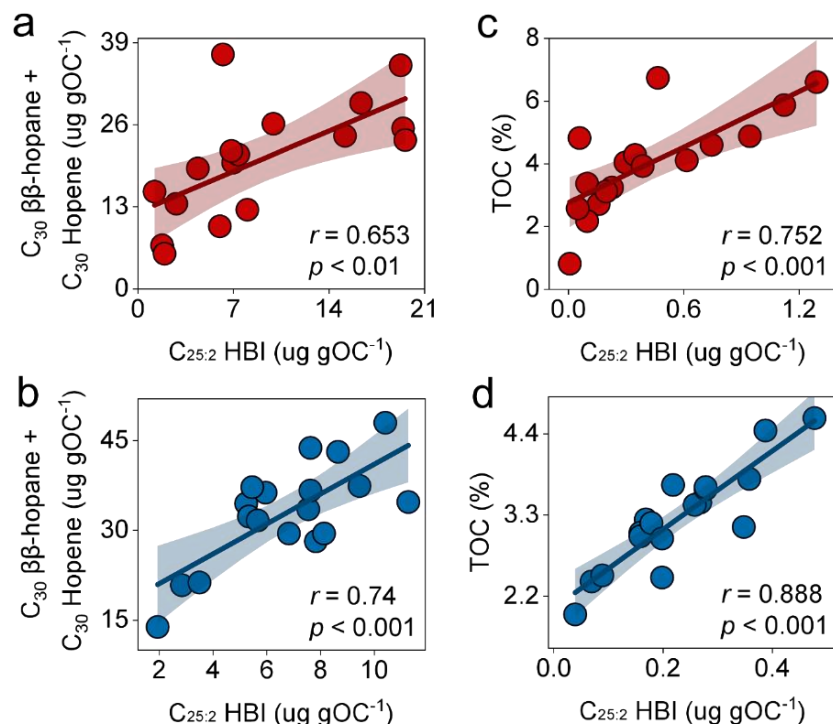 a
C₃₀ ββ-hopane +
C₃₀ Hopene (ug gOC⁻¹)
39
26
13
0
r = 0.653
p < 0.01
0
7
14
21
C₂₅:₂ HBI (ug gOC⁻¹)
c
TOC (%)
8
6
4
2
0
r = 0.752
p < 0.001
0.0
0.6
1.2
C₂₅:₂ HBI (ug gOC⁻¹)
b
C₃₀ ββ-hopane +
C₃₀ Hopene (ug gOC⁻¹)
45
30
15
r = 0.74
p < 0.001
2
4
6
8
10
C₂₅:₂ HBI (ug gOC⁻¹)
d
TOC (%)
4.4
3.3
2.2
r = 0.888
p < 0.001
0.0
0.2
0.4
C₂₅:₂ HBI (ug gOC⁻¹)